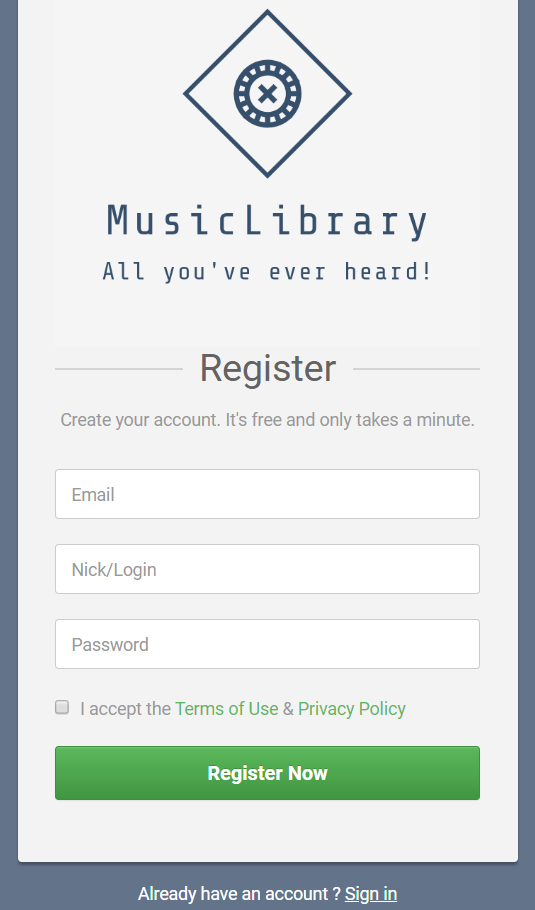 MusicLibrary
All you've ever heard!
Register
Create your account. It's free and only takes a minute.
Email
Nick/Login
Password
I accept the Terms of Use & Privacy Policy
Register Now
Already have an account ? Sign in